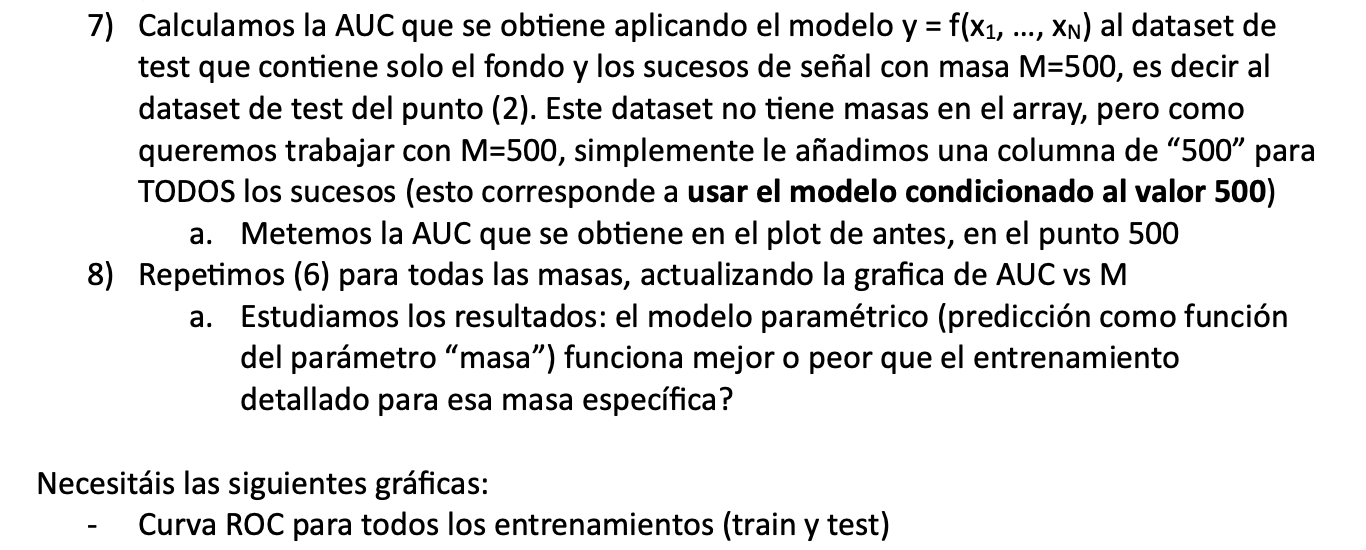 7) Calculamos la AUC que se obtiene aplicando el modelo y = f(x₁, ..., xN) al dataset de
test que contiene solo el fondo y los sucesos de señal con masa M=500, es decir al
dataset de test del punto (2). Este dataset no tiene masas en el array, pero como
queremos trabajar con M=500, simplemente le añadimos una columna de “500” para
TODOS los sucesos (esto corresponde a usar el modelo condicionado al valor 500)
a. Metemos la AUC que se obtiene en el plot de antes, en el punto 500
8) Repetimos (6) para todas las masas, actualizando la grafica de AUC vs M
a. Estudiamos los resultados: el modelo paramétrico (predicción como función
del parámetro “masa”) funciona mejor o peor que el entrenamiento
detallado para esa masa específica?
Necesitáis las siguientes gráficas:
- Curva ROC para todos los entrenamientos (train y test)